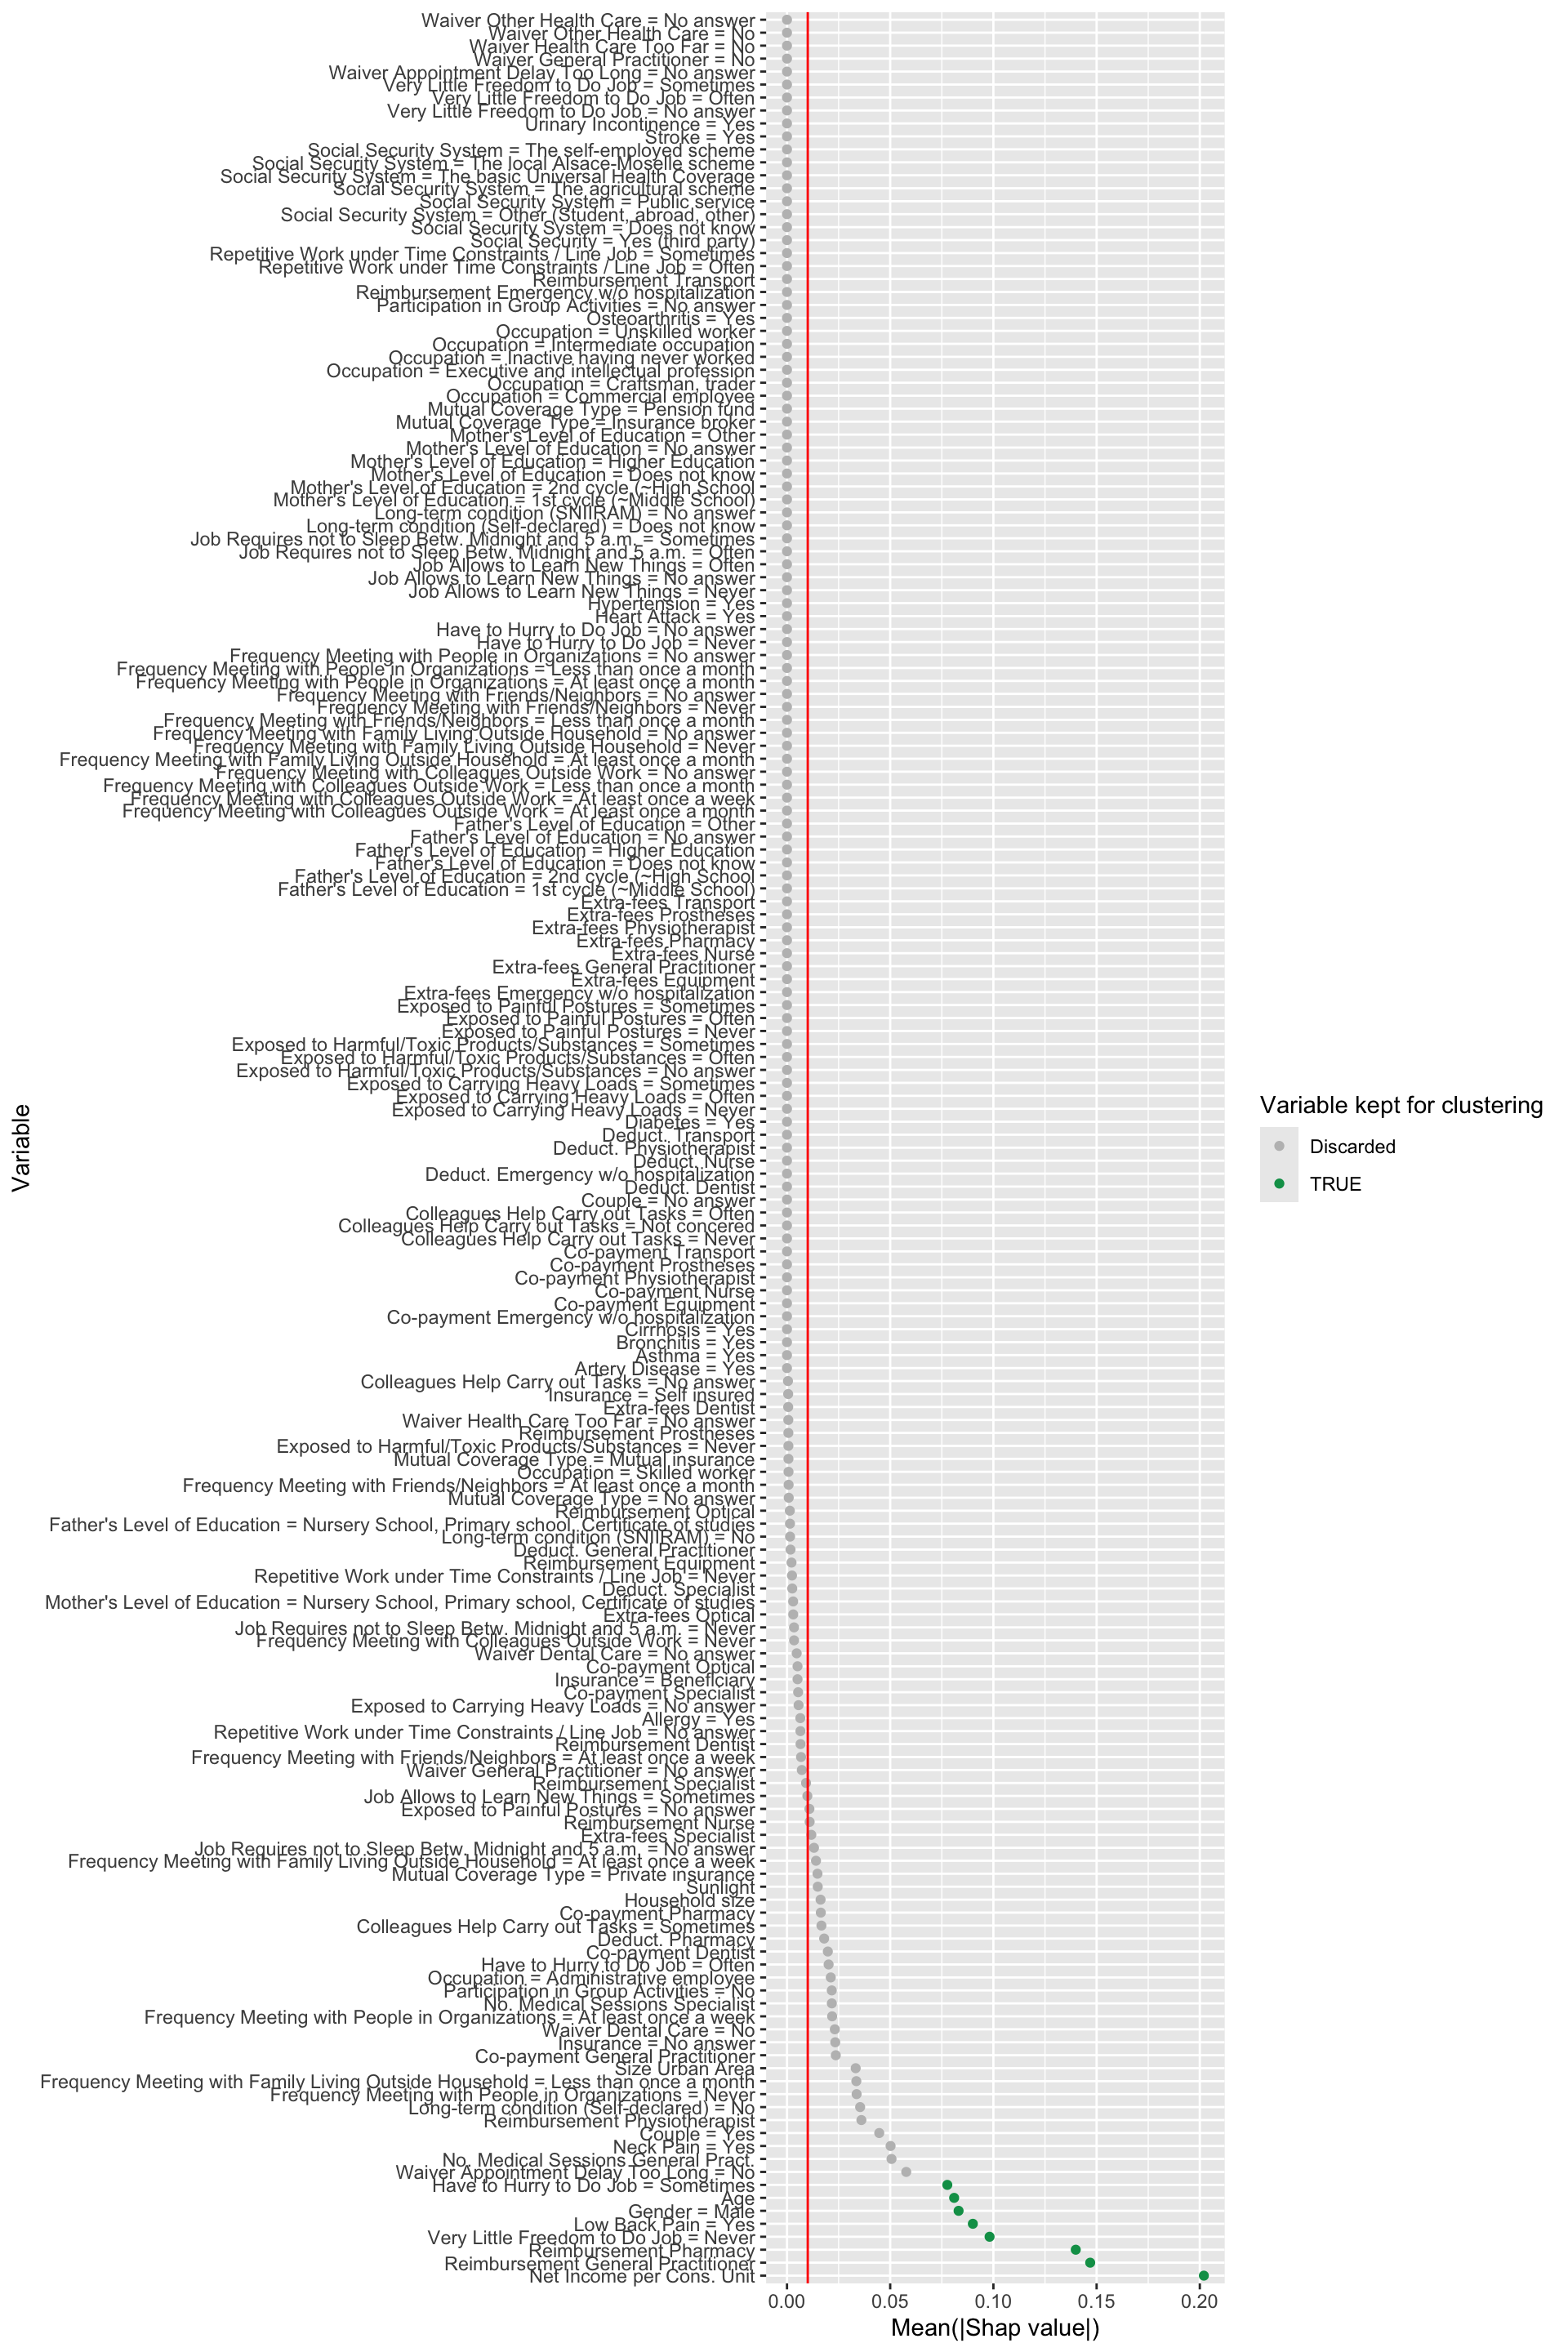 Waiver Other Health Care = No answer
Waiver Other Health Care = No
Waiver Health Care Too Far = No
Waiver General Practitioner = No
Waiver Appointment Delay Too Long = No answer
Very Little Freedom to Do Job = Sometimes
Very Little Freedom to Do Job = Often
Very Little Freedom to Do Job = No answer
Urinary Incontinence = Yes
Stroke = Yes
Social Security System = The self-employed scheme
Social Security System = The local Alsace-Moselle scheme
Social Security System = The basic Universal Health Coverage
Social Security System = The agricultural scheme
Social Security System = Public service
Social Security System = Other (Student, abroad, other)
Social Security System = Does not know
Social Security = Yes (third party)
Repetitive Work under Time Constraints / Line Job = Sometimes
Repetitive Work under Time Constraints / Line Job = Often
Reimbursement Transport
Reimbursement Emergency w/o hospitalization
Participation in Group Activities = No answer
Osteoarthritis = Yes
Occupation = Unskilled worker
Occupation = Intermediate occupation
Occupation = Inactive having never worked
Occupation = Executive and intellectual profession
Occupation = Craftsman, trader
Occupation = Commercial employee
Mutual Coverage Type = Pension fund
Mutual Coverage Type = Insurance broker
Mother's Level of Education = Other
Mother's Level of Education = No answer
Mother's Level of Education = Higher Education
Mother's Level of Education = Does not know
Mother's Level of Education = 2nd cycle (~High School
Mother's Level of Education = 1st cycle (~Middle School)
Long-term condition (SNIIRAM) = No answer
Long-term condition (Self-declared) = Does not know
Job Requires not to Sleep Betw. Midnight and 5 a.m. = Sometimes
Job Requires not to Sleep Betw. Midnight and 5 a.m. = Often
Job Allows to Learn New Things = Often
Job Allows to Learn New Things = No answer
Job Allows to Learn New Things = Never
Hypertension = Yes
Heart Attack = Yes
Have to Hurry to Do Job = No answer
Have to Hurry to Do Job = Never
Frequency Meeting with People in Organizations = No answer
Frequency Meeting with People in Organizations = Less than once a month
Frequency Meeting with People in Organizations = At least once a month
Frequency Meeting with Friends/Neighbors = No answer
Frequency Meeting with Friends/Neighbors = Never
Frequency Meeting with Friends/Neighbors = Less than once a month
Frequency Meeting with Family Living Outside Household = No answer
Frequency Meeting with Family Living Outside Household = Never
Frequency Meeting with Family Living Outside Household = At least once a month
Frequency Meeting with Colleagues Outside Work = No answer
Frequency Meeting with Colleagues Outside Work = Less than once a month
Frequency Meeting with Colleagues Outside Work = At least once a week
Frequency Meeting with Colleagues Outside Work = At least once a month
Father's Level of Education = Other
Father's Level of Education = No answer
Father's Level of Education = Higher Education
Father's Level of Education = Does not know
Father's Level of Education = 2nd cycle (~High School
Father's Level of Education = 1st cycle (~Middle School)
Extra-fees Transport
Extra-fees Prostheses
Extra-fees Physiotherapist
Extra-fees Pharmacy
Extra-fees Nurse
Extra-fees General Practitioner
Extra-fees Equipment
Extra-fees Emergency w/o hospitalization
Exposed to Painful Postures = Sometimes
Exposed to Painful Postures = Often
Exposed to Painful Postures = Never
Exposed to Harmful/Toxic Products/Substances = Sometimes
Exposed to Harmful/Toxic Products/Substances = Often
Exposed to Harmful/Toxic Products/Substances = No answer
Exposed to Carrying Heavy Loads = Sometimes
Exposed to Carrying Heavy Loads = Often
Exposed to Carrying Heavy Loads = Never
Diabetes = Yes
Deduct. Transport
Deduct. Physiotherapist
Deduct. Nurse
Deduct. Emergency w/o hospitalization
Deduct. Dentist
Couple = No answer
Colleagues Help Carry out Tasks = Often
Colleagues Help Carry out Tasks = Not concered
Colleagues Help Carry out Tasks = Never
Co-payment Transport
Co-payment Prostheses
Co-payment Physiotherapist
Co-payment Nurse
Co-payment Equipment
Co-payment Emergency w/o hospitalization
Cirrhosis = Yes
Bronchitis = Yes
Asthma = Yes
Artery Disease = Yes
Colleagues Help Carry out Tasks = No answer
Insurance = Self insured
Extra-fees Dentist
Waiver Health Care Too Far = No answer
Reimbursement Prostheses
Exposed to Harmful/Toxic Products/Substances = Never
Mutual Coverage Type = Mutual insurance
Occupation = Skilled worker
Frequency Meeting with Friends/Neighbors = At least once a month
Mutual Coverage Type = No answer
Reimbursement Optical
Father's Level of Education = Nursery School, Primary school, Certificate of studies
Long-term condition (SNIIRAM) = No
Deduct. General Practitioner
Reimbursement Equipment
Repetitive Work under Time Constraints / Line Job = Never
Deduct. Specialist
Mother's Level of Education = Nursery School, Primary school, Certificate of studies
Extra-fees Optical
Job Requires not to Sleep Betw. Midnight and 5 a.m. = Never
Frequency Meeting with Colleagues Outside Work = Never
Waiver Dental Care = No answer
Co-payment Optical
Insurance = Beneficiary
Co-payment Specialist
Exposed to Carrying Heavy Loads = No answer
Allergy = Yes
Repetitive Work under Time Constraints / Line Job = No answer
Reimbursement Dentist
Frequency Meeting with Friends/Neighbors = At least once a week
Waiver General Practitioner = No answer
Reimbursement Specialist
Job Allows to Learn New Things = Sometimes
Exposed to Painful Postures = No answer
Reimbursement Nurse
Extra-fees Specialist
Job Requires not to Sleep Betw. Midnight and 5 a.m. = No answer
Frequency Meeting with Family Living Outside Household = At least once a week
Mutual Coverage Type = Private insurance
Sunlight
Household size
Co-payment Pharmacy
Colleagues Help Carry out Tasks = Sometimes
Deduct. Pharmacy
Co-payment Dentist
Have to Hurry to Do Job = Often
Occupation = Administrative employee
Participation in Group Activities = No
No. Medical Sessions Specialist
Frequency Meeting with People in Organizations = At least once a week
Waiver Dental Care = No
Insurance = No answer
Co-payment General Practitioner
Size Urban Area
Frequency Meeting with Family Living Outside Household = Less than once a month
Frequency Meeting with People in Organizations = Never
Long-term condition (Self-declared) = No
Reimbursement Physiotherapist
Couple = Yes
Neck Pain = Yes
No. Medical Sessions General Pract.
Waiver Appointment Delay Too Long = No
Have to Hurry to Do Job = Sometimes
Age
Gender = Male
Low Back Pain = Yes
Very Little Freedom to Do Job = Never
Reimbursement Pharmacy
Reimbursement General Practitioner
Net Income per Cons. Unit
0.00 0.05 0.10 0.15 0.20
Mean(|Shap value|)
Variable
Variable kept for clustering
Discarded
TRUE